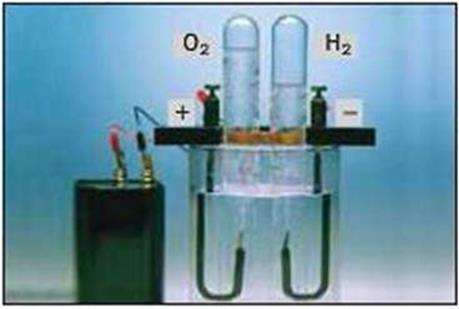 O₂ H₂
+ −